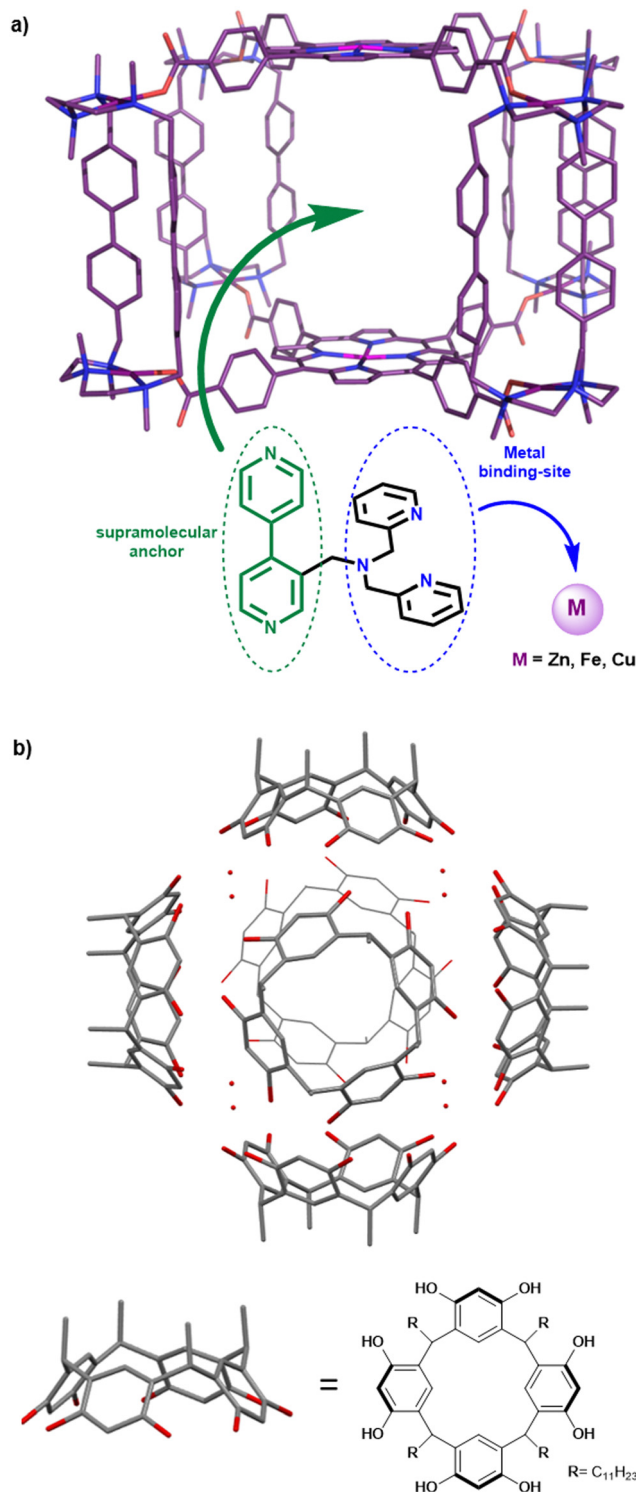 a)
Metal
binding-site
supramolecular
anchor
N
N
N
N
N
M
M = Zn, Fe, Cu
b)
HO
OH
R
R
HO
OH
=
HO
OH
R
R
HO
OH
R= C₁₁H₂₃